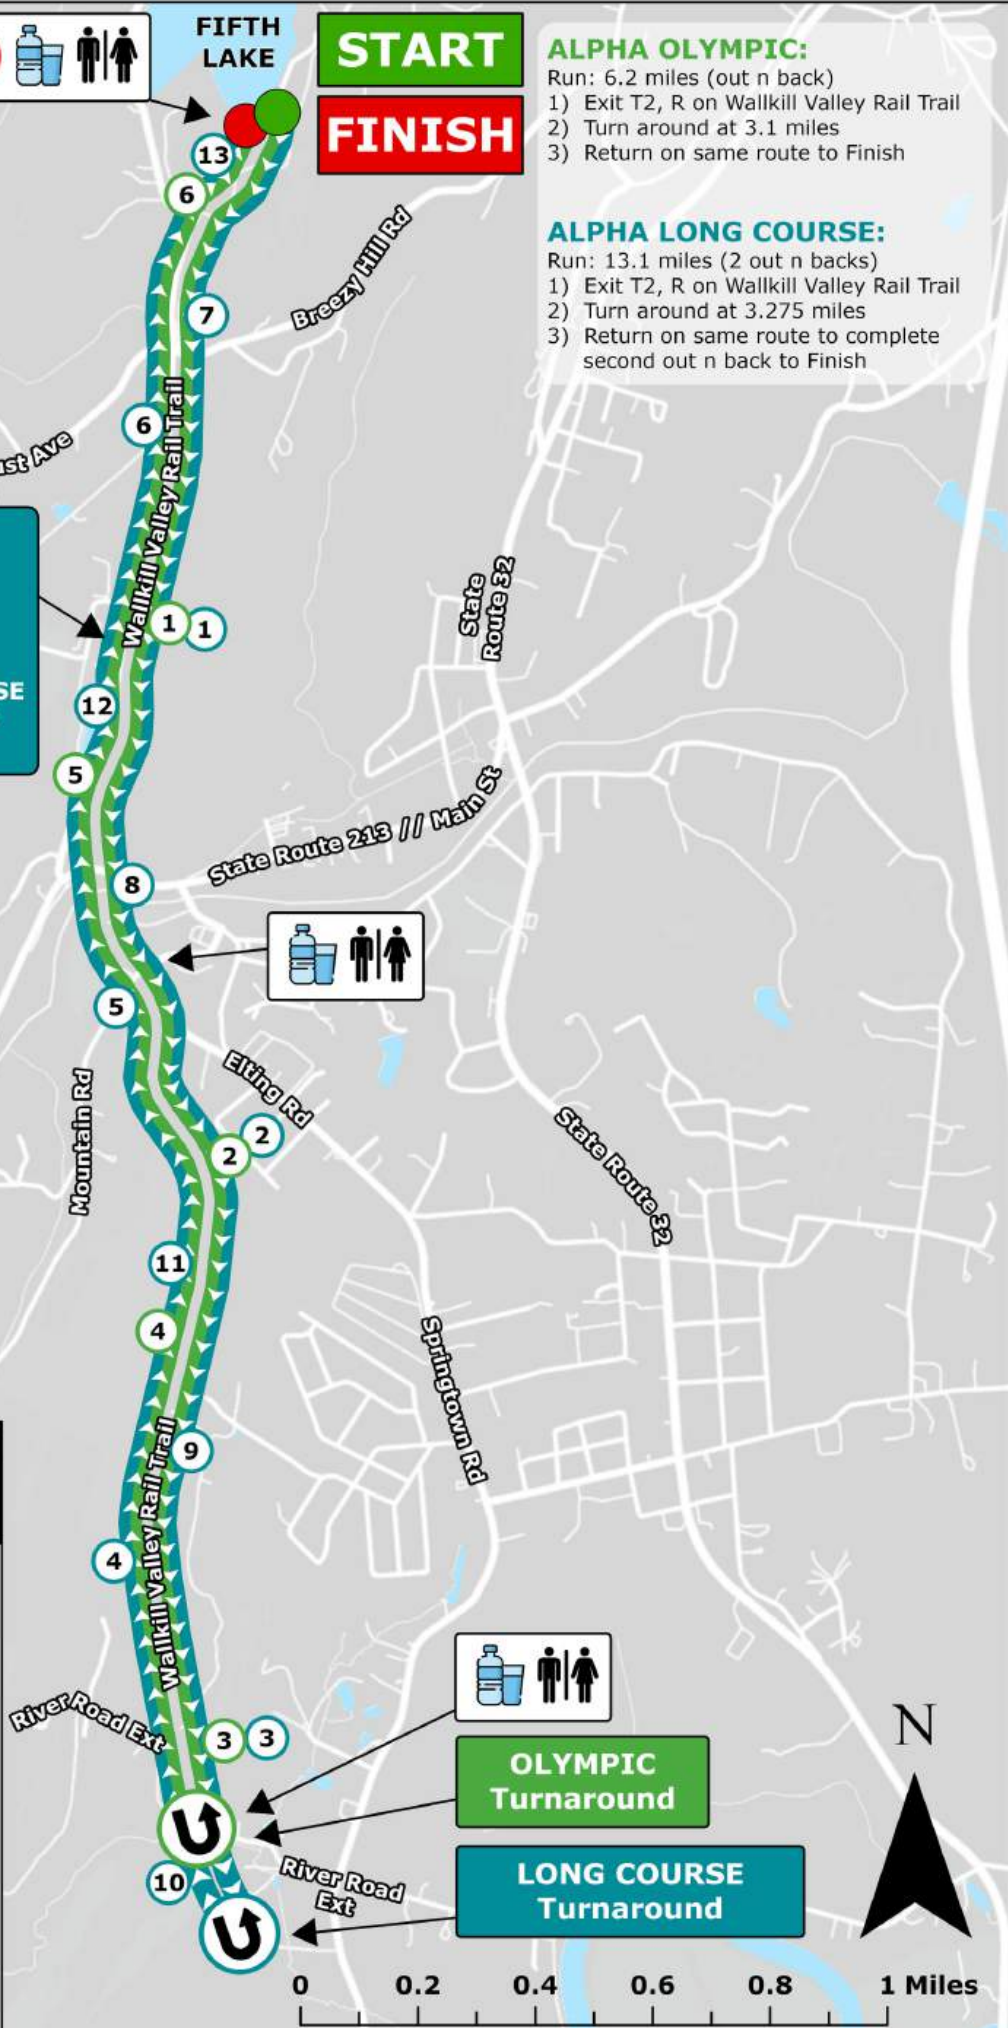 FIFTH
LAKE
START
FINISH
ALPHA OLYMPIC:
Run: 6.2 miles (out n back)
1) Exit T2, R on Wallkill Valley Rail Trail
2) Turn around at 3.1 miles
3) Return on same route to Finish
ALPHA LONG COURSE:
Run: 13.1 miles (2 out n backs)
1) Exit T2, R on Wallkill Valley Rail Trail
2) Turn around at 3.275 miles
3) Return on same route to complete
second out n back to Finish
13
6
Breezy Hill Rd
7
6
Ave
Wallkill Valley Rail Trail
State
Route 32
1
1
SE
12
5
State Route 213 // Main St
8
5
Elting Rd
Mountain Rd
2
2
State Route 32
11
4
Springtown Rd
9
Wallkill Valley Rail Trail
4
River Road Ext
3
3
N
OLYMPIC
Turnaround
10
River Road
Ext
LONG COURSE
Turnaround
0 0.2 0.4 0.6 0.8 1 Miles